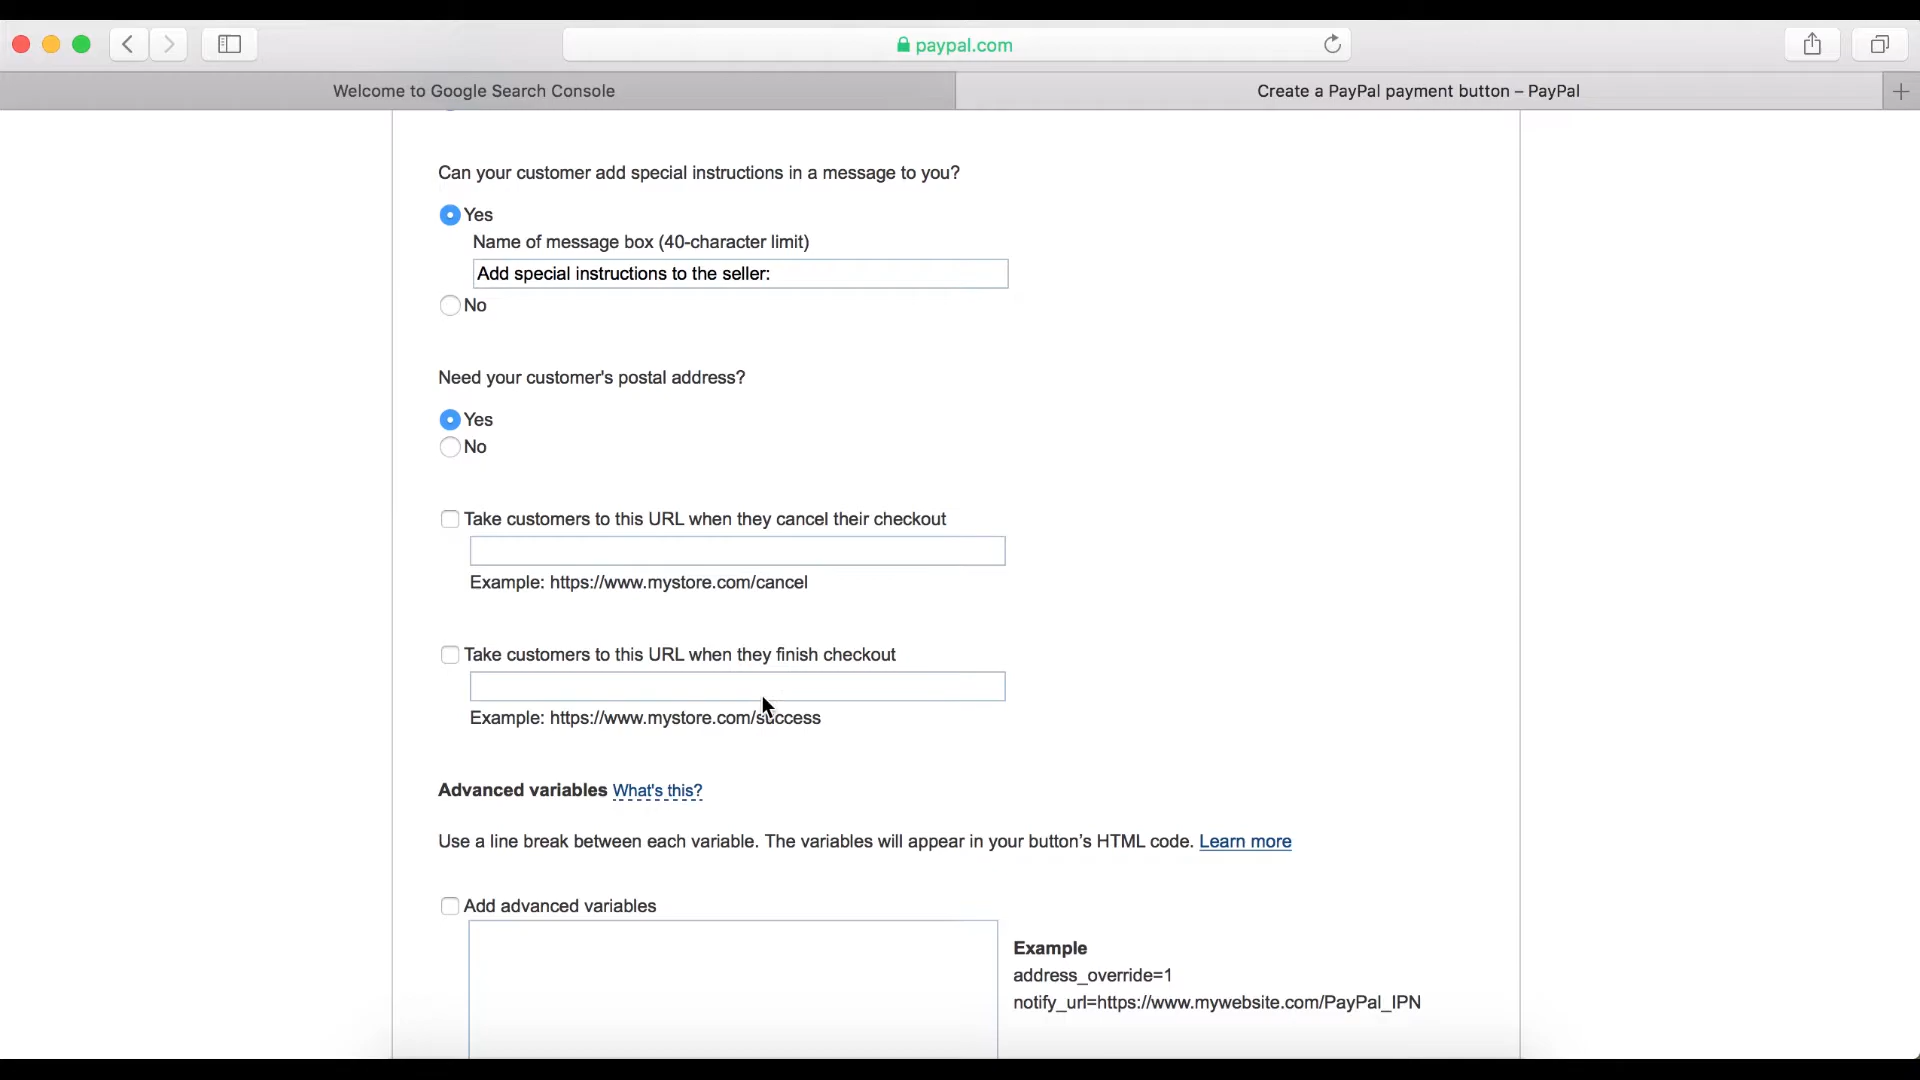 paypal.com
Welcome to Google Search Console
Create a PayPal payment button – PayPal
Can your customer add special instructions in a message to you?
Yes
Name of message box (40-character limit)
Add special instructions to the seller:
No
Need your customer's postal address?
Yes
No
Take customers to this URL when they cancel their checkout
Example: https://www.mystore.com/cancel
Take customers to this URL when they finish checkout
Example: https://www.mystore.com/success
Advanced variables What's this?
Use a line break between each variable. The variables will appear in your button’s HTML code. Learn more
Add advanced variables
Example
address_override=1
notify_url=https://www.mywebsite.com/PayPal_IPN